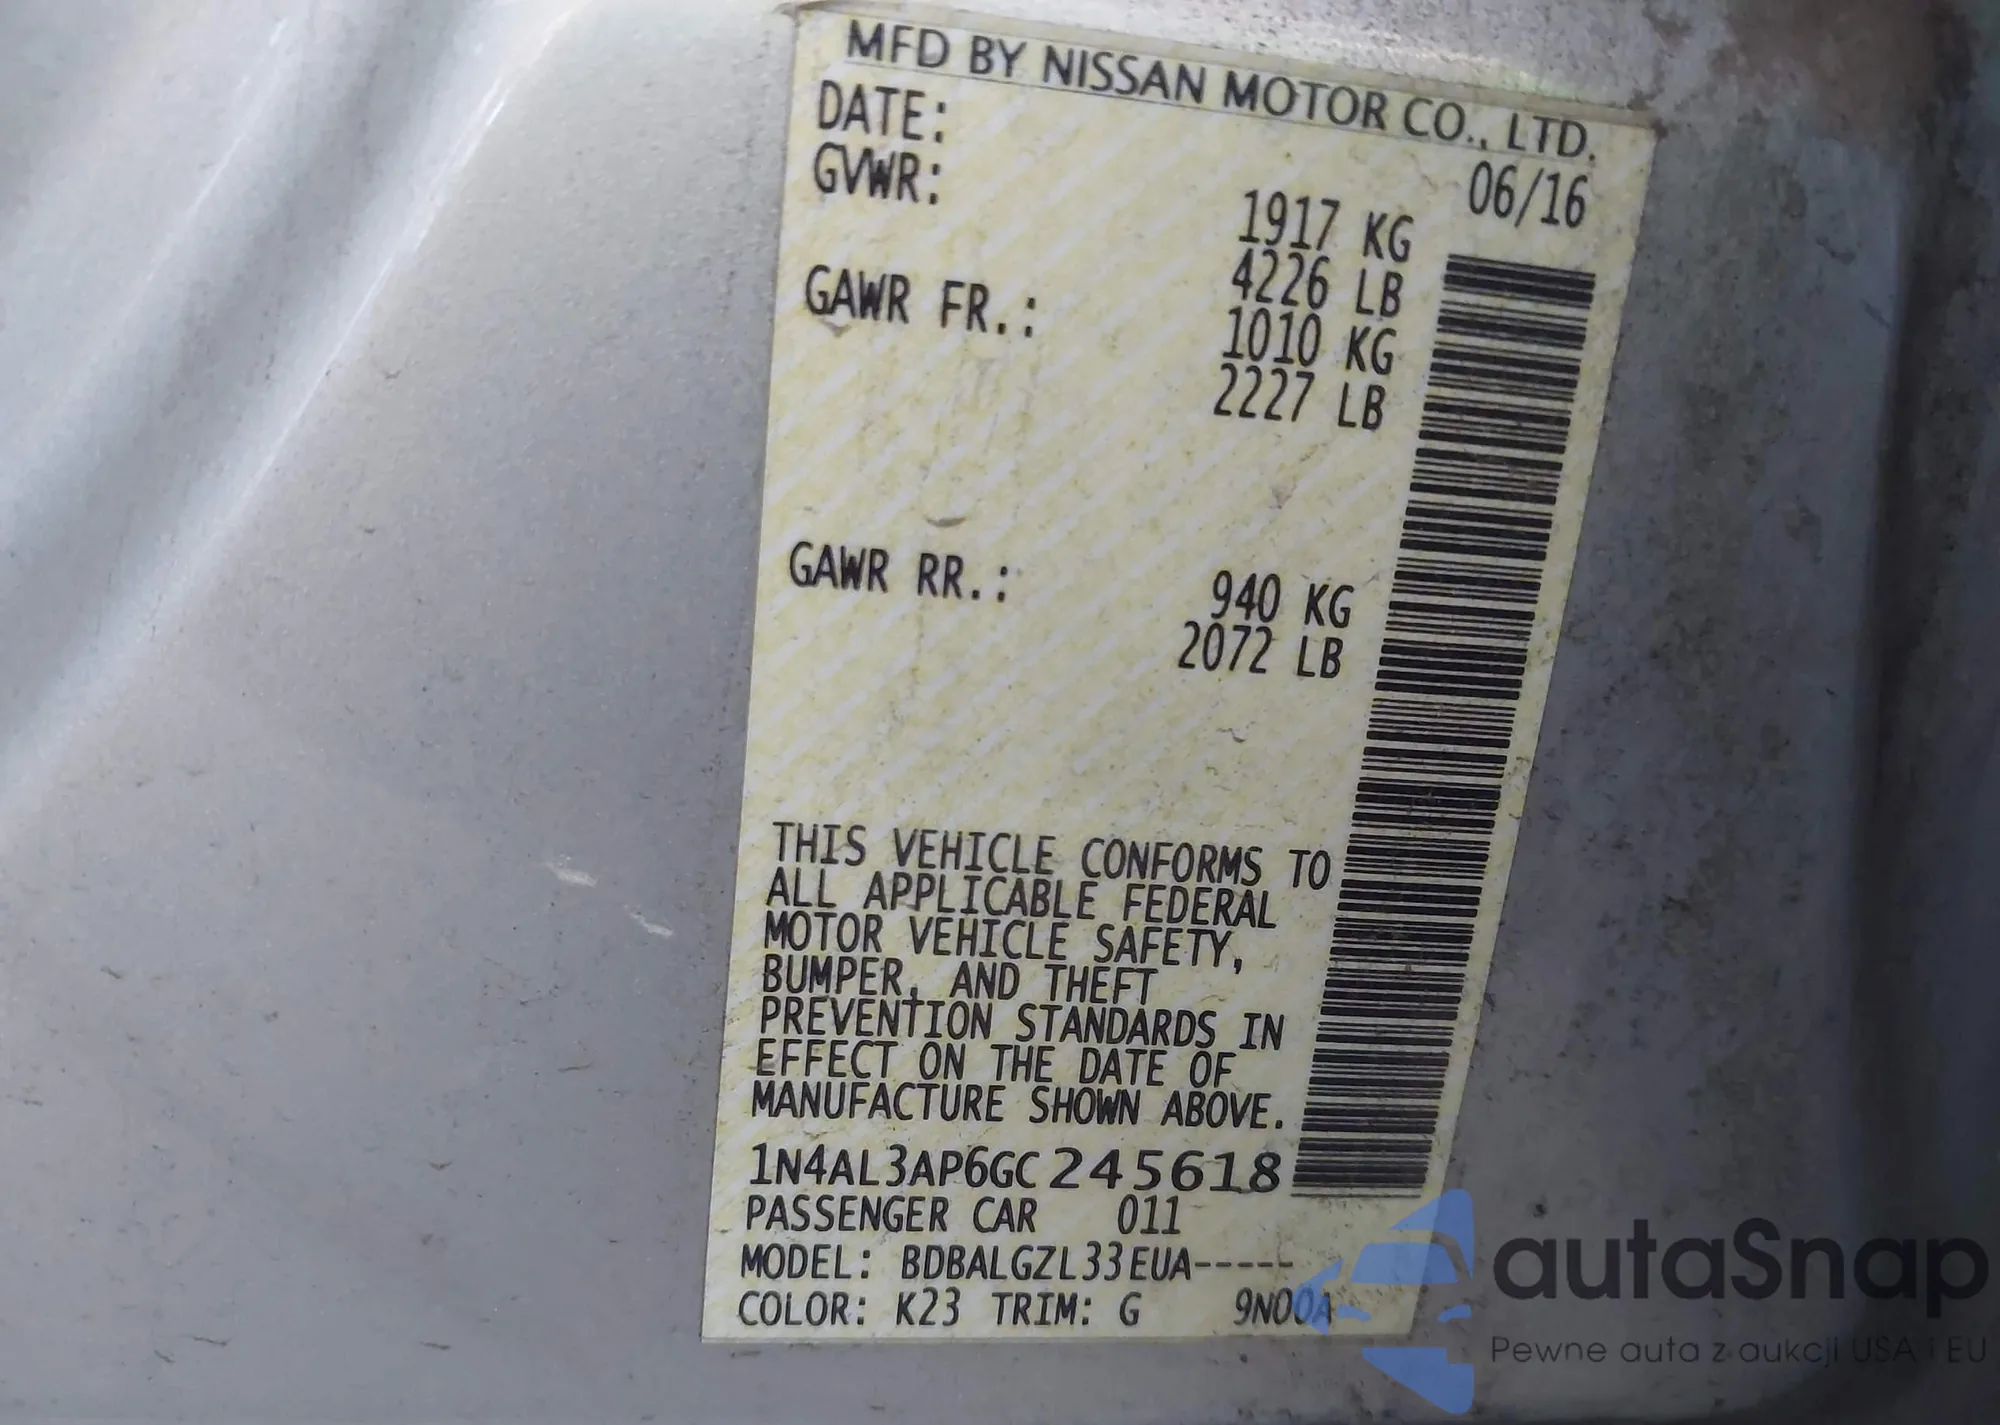 MFD BY NISSAN MOTOR CO., LTD.
DATE: 06/16
GVWR: 1917 KG
4226 LB
GAWR FR.: 1010 KG
2227 LB
GAWR RR.: 940 KG
2072 LB
THIS VEHICLE CONFORMS TO
ALL APPLICABLE FEDERAL
MOTOR VEHICLE SAFETY,
BUMPER, AND THEFT
PREVENTION STANDARDS IN
EFFECT ON THE DATE OF
MANUFACTURE SHOWN ABOVE.
1N4AL3AP6GC245618
PASSENGER CAR 011
MODEL: BDBALGZL33EUA-----
COLOR: K23 TRIM: G 9N00A
autaSnap
Pewne auta z aukcji USA i EU